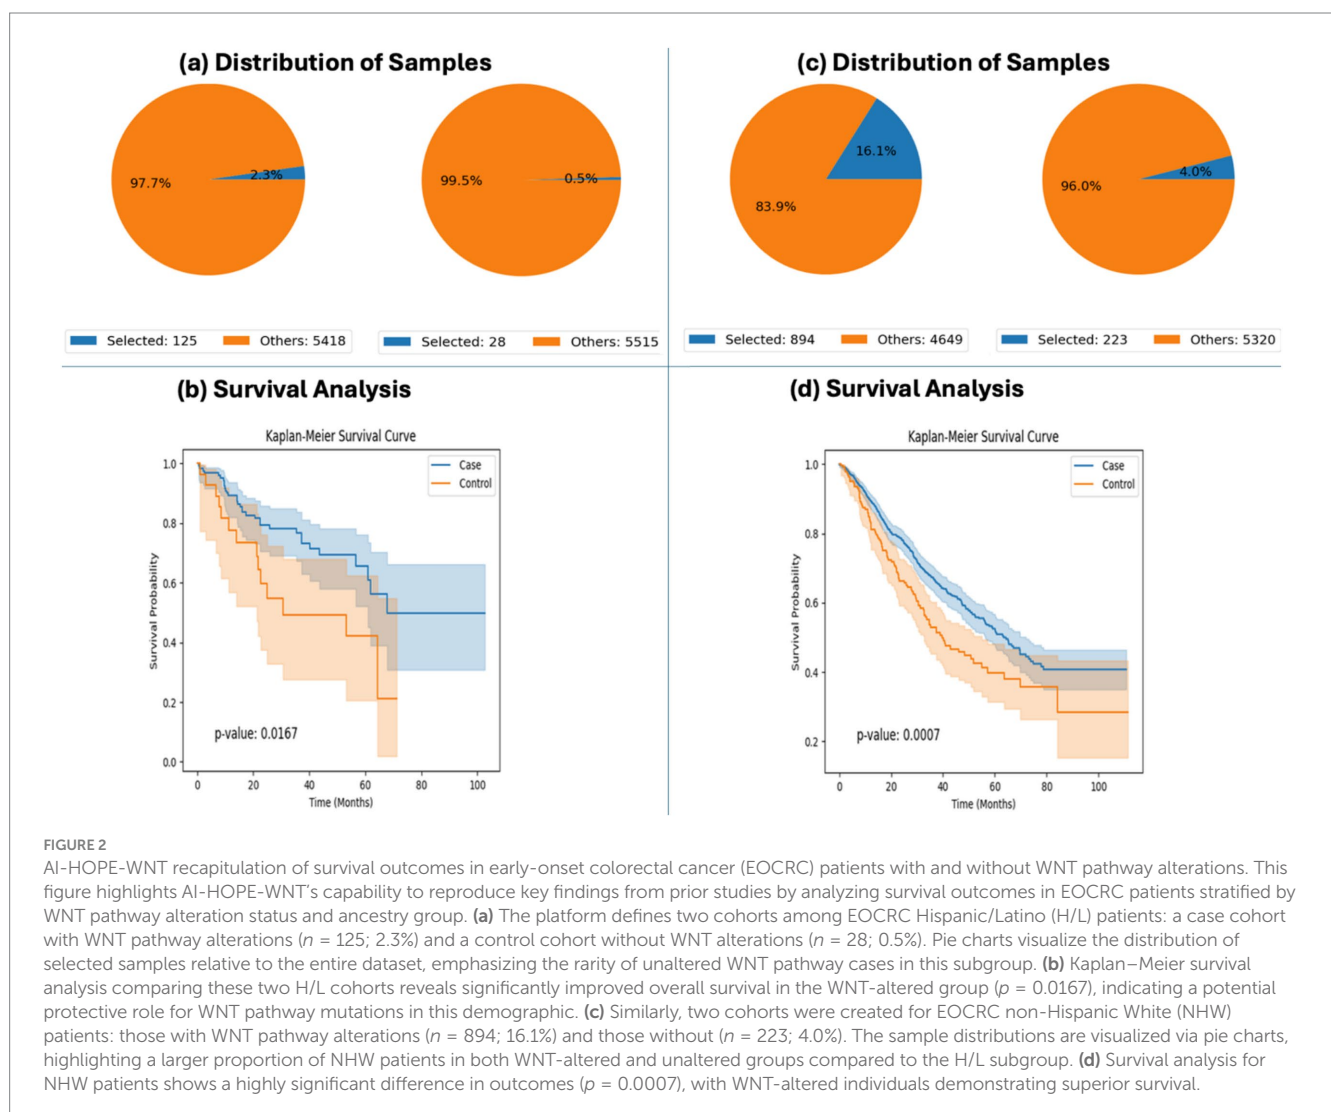 (a) Distribution of Samples
97.7%
2.3%
99.5%
0.5%
Selected: 125
Others: 5418
Selected: 28
Others: 5515
(c) Distribution of Samples
16.1%
83.9%
4.0%
96.0%
Selected: 894
Others: 4649
Selected: 223
Others: 5320
(b) Survival Analysis
Kaplan-Meier Survival Curve
Case
Control
1.0
0.8
0.6
0.4
0.2
0.0
Survival Probability
p-value: 0.0167
0
20
40
60
80
100
Time (Months)
(d) Survival Analysis
Kaplan-Meier Survival Curve
Case
Control
1.0
0.8
0.6
0.4
0.2
Survival Probability
p-value: 0.0007
0
20
40
60
80
100
Time (Months)
FIGURE 2
AI-HOPE-WNT recapitulation of survival outcomes in early-onset colorectal cancer (EOCRC) patients with and without WNT pathway alterations. This
figure highlights AI-HOPE-WNT's capability to reproduce key findings from prior studies by analyzing survival outcomes in EOCRC patients stratified by
WNT pathway alteration status and ancestry group. (a) The platform defines two cohorts among EOCRC Hispanic/Latino (H/L) patients: a case cohort
with WNT pathway alterations (n = 125; 2.3%) and a control cohort without WNT alterations (n = 28; 0.5%). Pie charts visualize the distribution of
selected samples relative to the entire dataset, emphasizing the rarity of unaltered WNT pathway cases in this subgroup. (b) Kaplan–Meier survival
analysis comparing these two H/L cohorts reveals significantly improved overall survival in the WNT-altered group (p = 0.0167), indicating a potential
protective role for WNT pathway mutations in this demographic. (c) Similarly, two cohorts were created for EOCRC non-Hispanic White (NHW)
patients: those with WNT pathway alterations (n = 894; 16.1%) and those without (n = 223; 4.0%). The sample distributions are visualized via pie charts,
highlighting a larger proportion of NHW patients in both WNT-altered and unaltered groups compared to the H/L subgroup. (d) Survival analysis for
NHW patients shows a highly significant difference in outcomes (p = 0.0007), with WNT-altered individuals demonstrating superior survival.